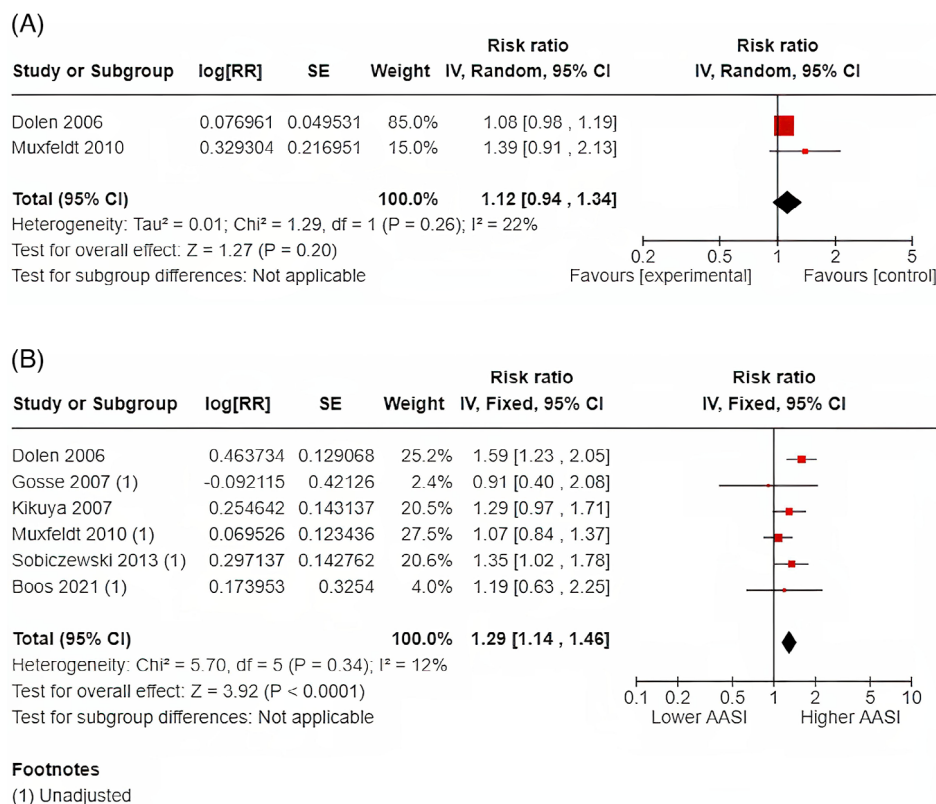 (A)
Risk ratio Risk ratio
Study or Subgroup log[RR] SE Weight IV, Random, 95% CI IV, Random, 95% CI
Dolen 2006 0.076961 0.049531 85.0% 1.08 [0.98 , 1.19]
Muxfeldt 2010 0.329304 0.216951 15.0% 1.39 [0.91 , 2.13]
Total (95% CI) 100.0% 1.12 [0.94 , 1.34]
Heterogeneity: Tau² = 0.01; Chi² = 1.29, df = 1 (P = 0.26); I² = 22%
Test for overall effect: Z = 1.27 (P = 0.20)
Test for subgroup differences: Not applicable
0.2 0.5 1 2 5
Favours [experimental] Favours [control]
(B)
Risk ratio Risk ratio
Study or Subgroup log[RR] SE Weight IV, Fixed, 95% CI IV, Fixed, 95% CI
Dolen 2006 0.463734 0.129068 25.2% 1.59 [1.23 , 2.05]
Gosse 2007 (1) -0.092115 0.42126 2.4% 0.91 [0.40 , 2.08]
Kikuya 2007 0.254642 0.143137 20.5% 1.29 [0.97 , 1.71]
Muxfeldt 2010 (1) 0.069526 0.123436 27.5% 1.07 [0.84 , 1.37]
Sobiczewski 2013 (1) 0.297137 0.142762 20.6% 1.35 [1.02 , 1.78]
Boos 2021 (1) 0.173953 0.3254 4.0% 1.19 [0.63 , 2.25]
Total (95% CI) 100.0% 1.29 [1.14 , 1.46]
Heterogeneity: Chi² = 5.70, df = 5 (P = 0.34); I² = 12%
Test for overall effect: Z = 3.92 (P < 0.0001)
Test for subgroup differences: Not applicable
0.1 0.2 0.5 1 2 5 10
Lower AASI Higher AASI
Footnotes
(1) Unadjusted